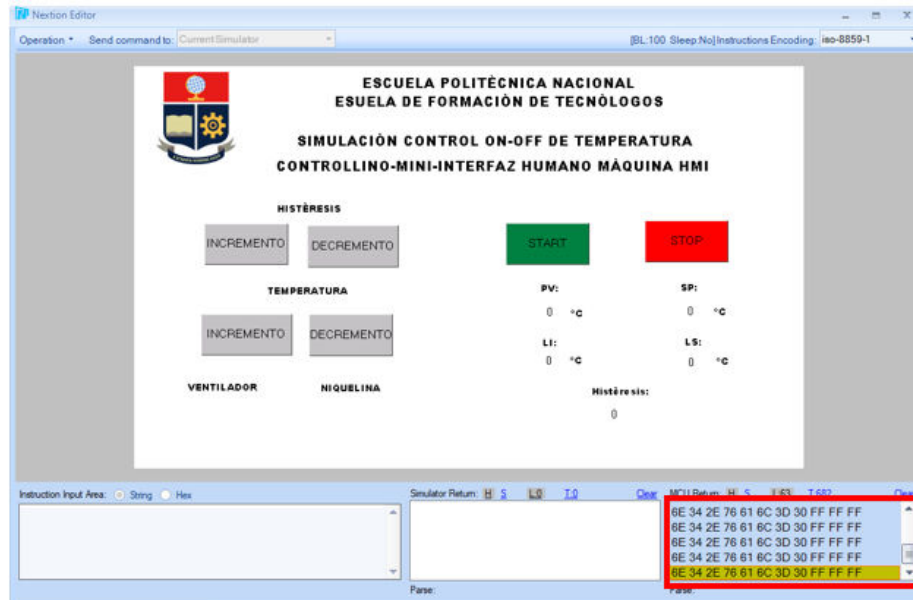 Nextion Editor
Operation Send command to: Current Simulator [BL:100 Sleep:No] Instructions Encoding: iso-8859-1
ESCUELA POLITÈCNICA NACIONAL
ESUELA DE FORMACIÒN DE TECNÒLOGOS
SIMULACIÒN CONTROL ON-OFF DE TEMPERATURA
CONTROLLINO-MINI-INTERFAZ HUMANO MÀQUINA HMI
HISTÈRESIS
INCREMENTO DECREMENTO START STOP
TEMPERATURA PV: SP:
0 °C 0 °C
INCREMENTO DECREMENTO
LI: LS:
0 °C 0 °C
VENTILADOR NIQUELINA Histèresis:
0
Instruction Input Area: String Hex Simulator Return: H S L:0 T:0 Clear MCU Return: H S L:63 T:682 Clear
6E 34 2E 76 61 6C 3D 30 FF FF FF
6E 34 2E 76 61 6C 3D 30 FF FF FF
6E 34 2E 76 61 6C 3D 30 FF FF FF
6E 34 2E 76 61 6C 3D 30 FF FF FF
6E 34 2E 76 61 6C 3D 30 FF FF FF
Parse: Parse: